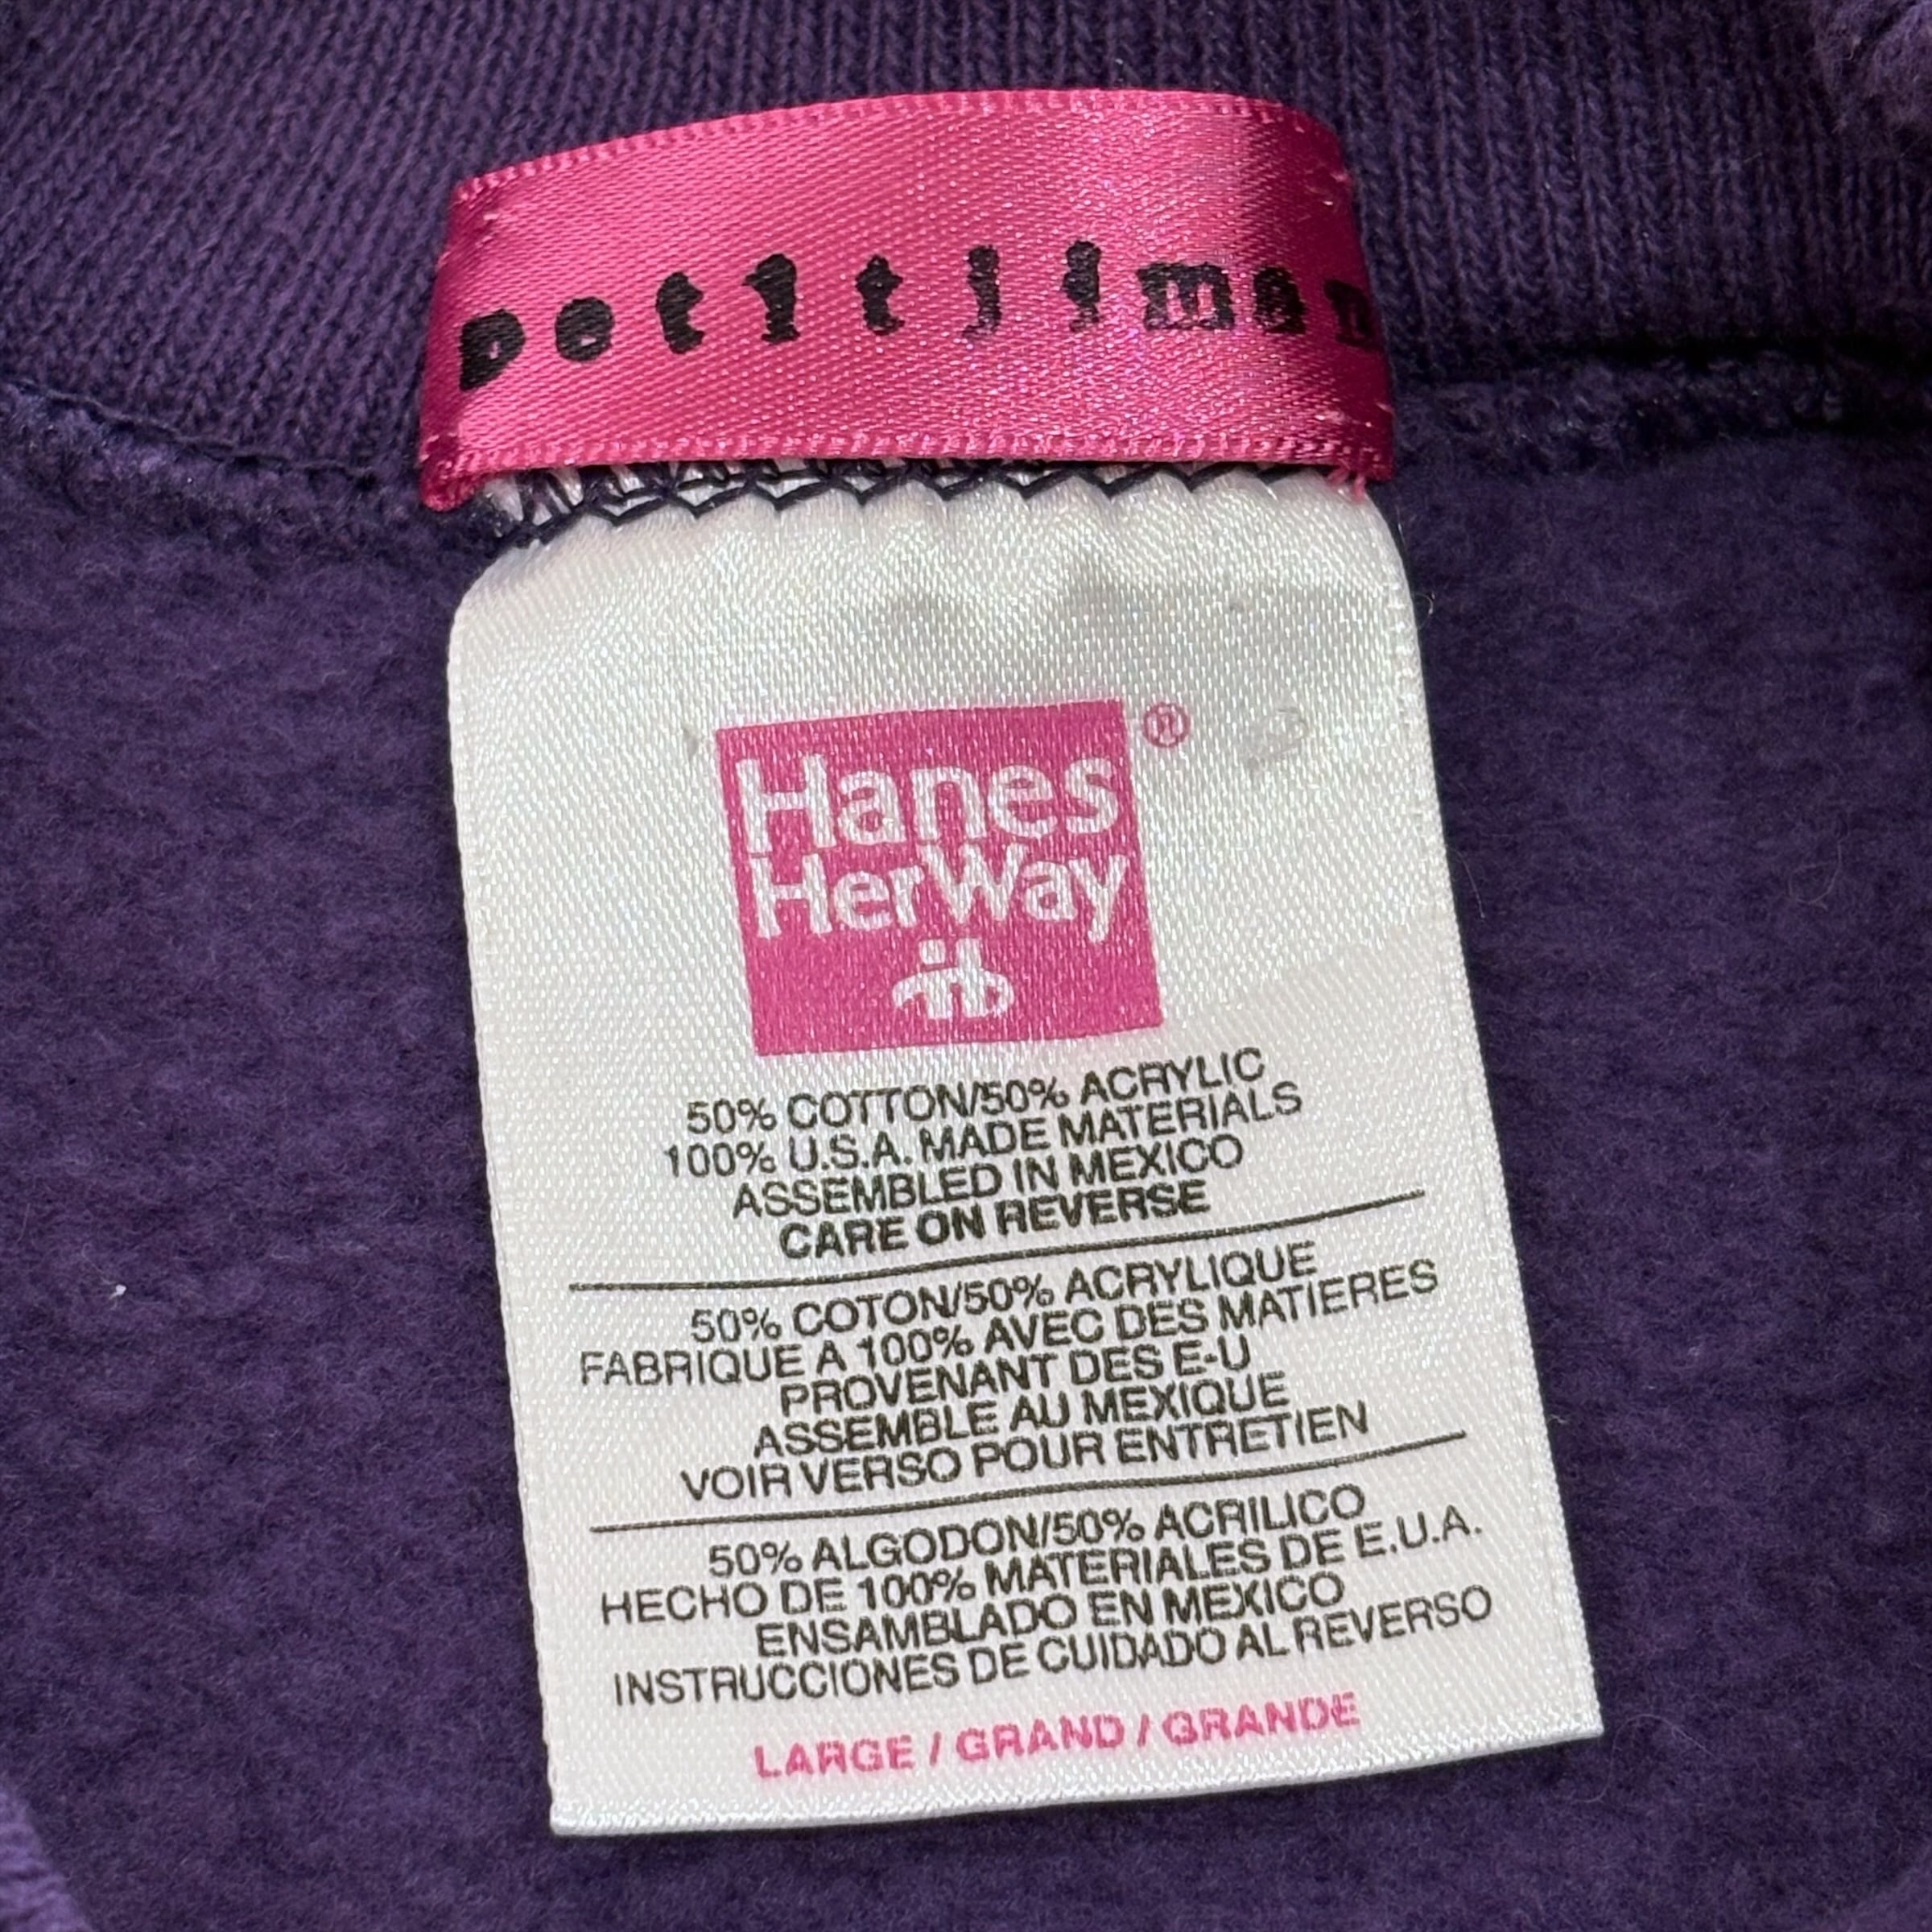 petitjimen
Hanes
HerWay
®
50% COTTON/50% ACRYLIC
100% U.S.A. MADE MATERIALS
ASSEMBLED IN MEXICO
CARE ON REVERSE
50% COTON/50% ACRYLIQUE
FABRIQUE A 100% AVEC DES MATIERES
PROVENANT DES E-U
ASSEMBLE AU MEXIQUE
VOIR VERSO POUR ENTRETIEN
50% ALGODON/50% ACRILICO
HECHO DE 100% MATERIALES DE E.U.A.
ENSAMBLADO EN MEXICO
INSTRUCCIONES DE CUIDADO AL REVERSO
LARGE / GRAND / GRANDE